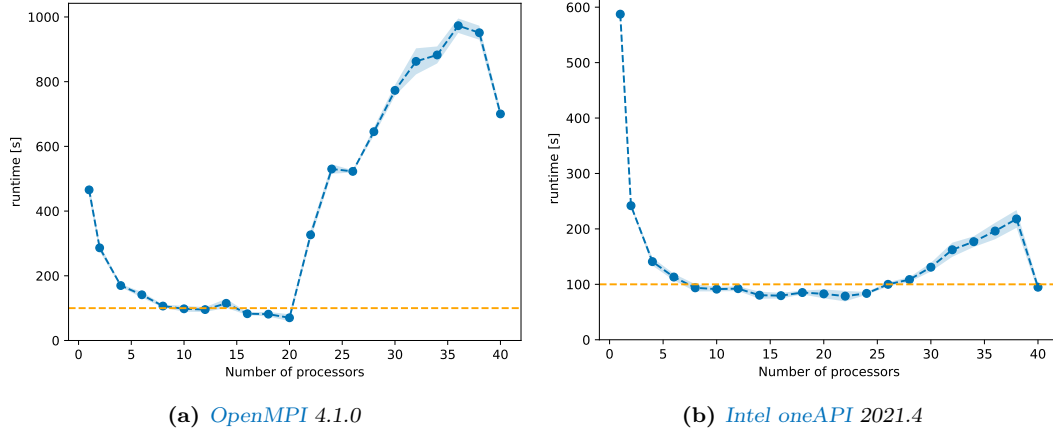 1000
800
600
400
200
0
runtime [s]
0 5 10 15 20 25 30 35 40
Number of processors
(a) OpenMPI 4.1.0
600
500
400
300
200
100
0
runtime [s]
0 5 10 15 20 25 30 35 40
Number of processors
(b) Intel oneAPI 2021.4